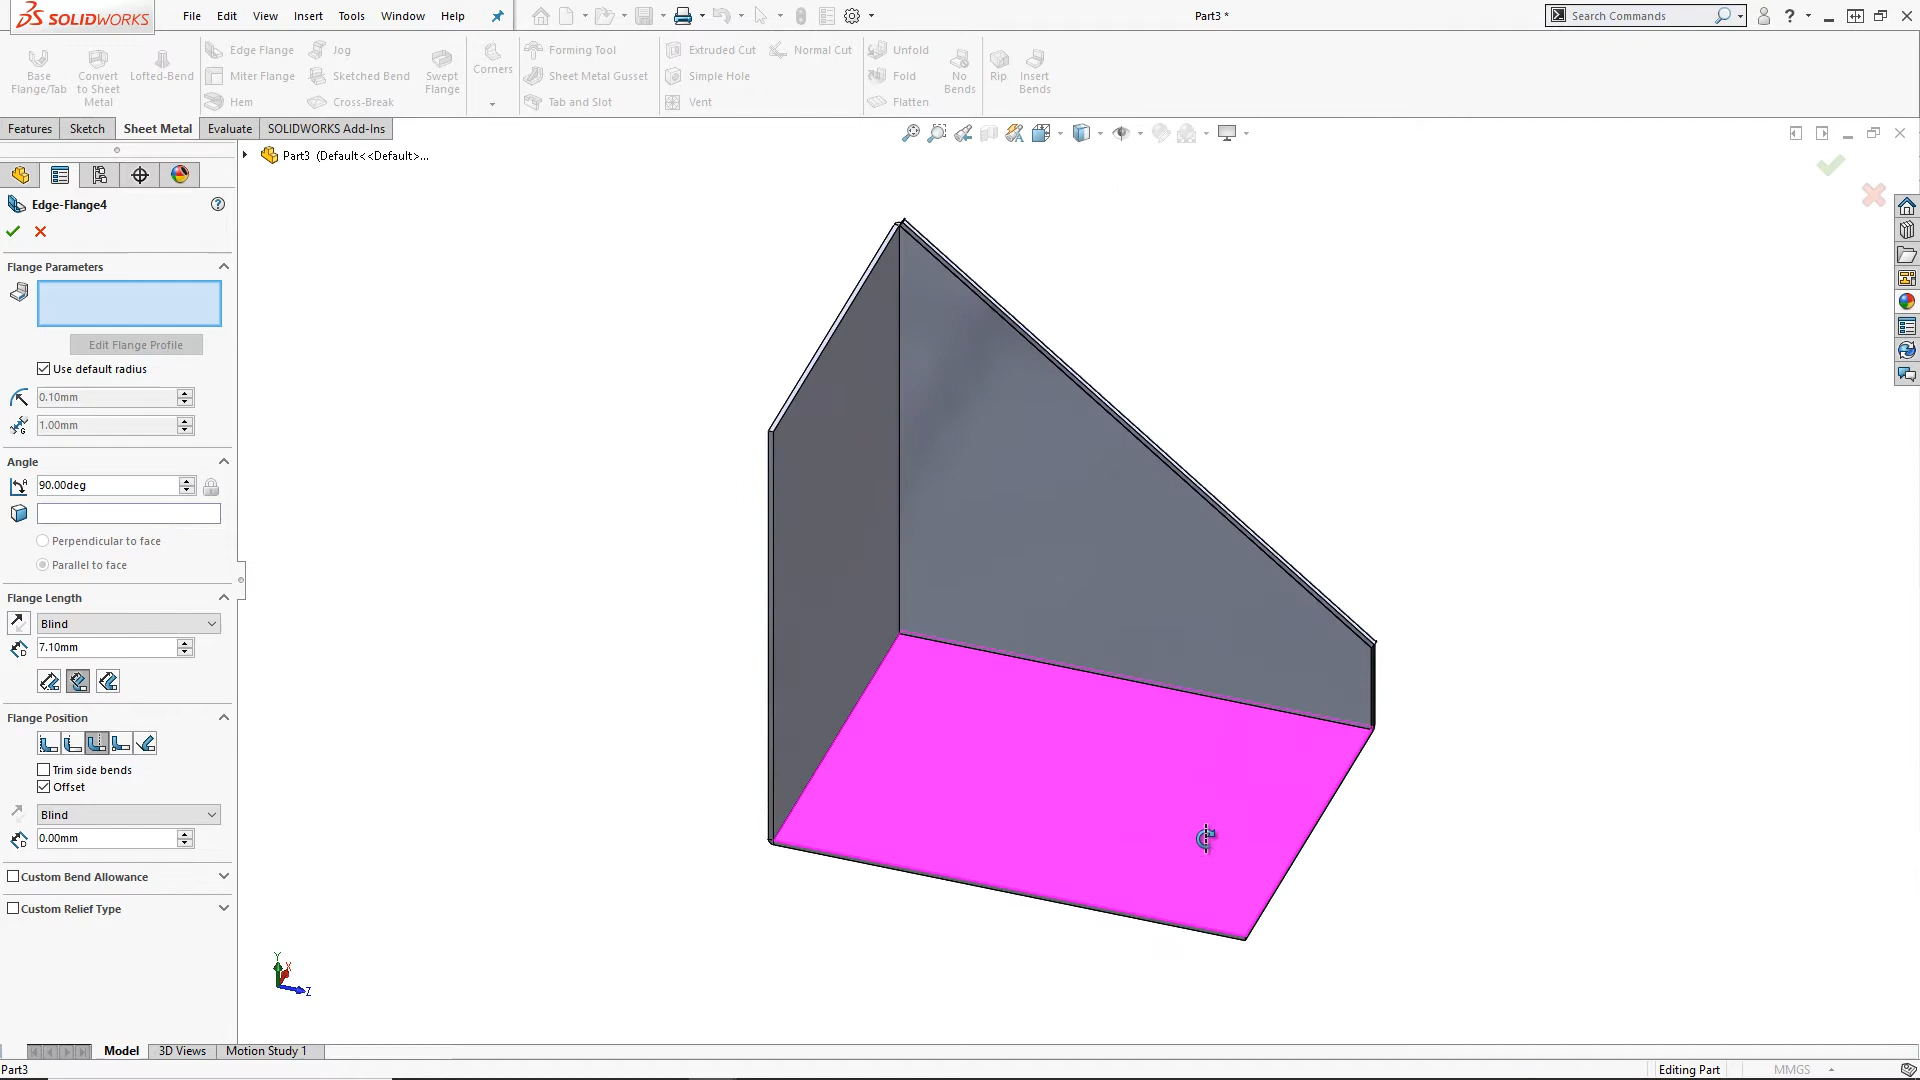 SOLIDWORKS File Edit View Insert Tools Window Help Part3 * Search Commands ?
Base Flange/Tab Convert to Sheet Metal Lofted-Bend Edge Flange Miter Flange Hem Jog Sketched Bend Cross-Break Swept Flange Corners Forming Tool Sheet Metal Gusset Tab and Slot Extruded Cut Simple Hole Vent Normal Cut Unfold Fold Flatten No Bends Rip Insert Bends
Features Sketch Sheet Metal Evaluate SOLIDWORKS Add-Ins
Part3 (Default<<Default>...
Edge-Flange4 ?
Flange Parameters
Edit Flange Profile
Use default radius
0.10mm
1.00mm
Angle
90.00deg
Perpendicular to face
Parallel to face
Flange Length
Blind
7.10mm
Flange Position
Trim side bends
Offset
Blind
0.00mm
Custom Bend Allowance
Custom Relief Type
Y
X
Z
Model 3D Views Motion Study 1
Part3 Editing Part MMGS